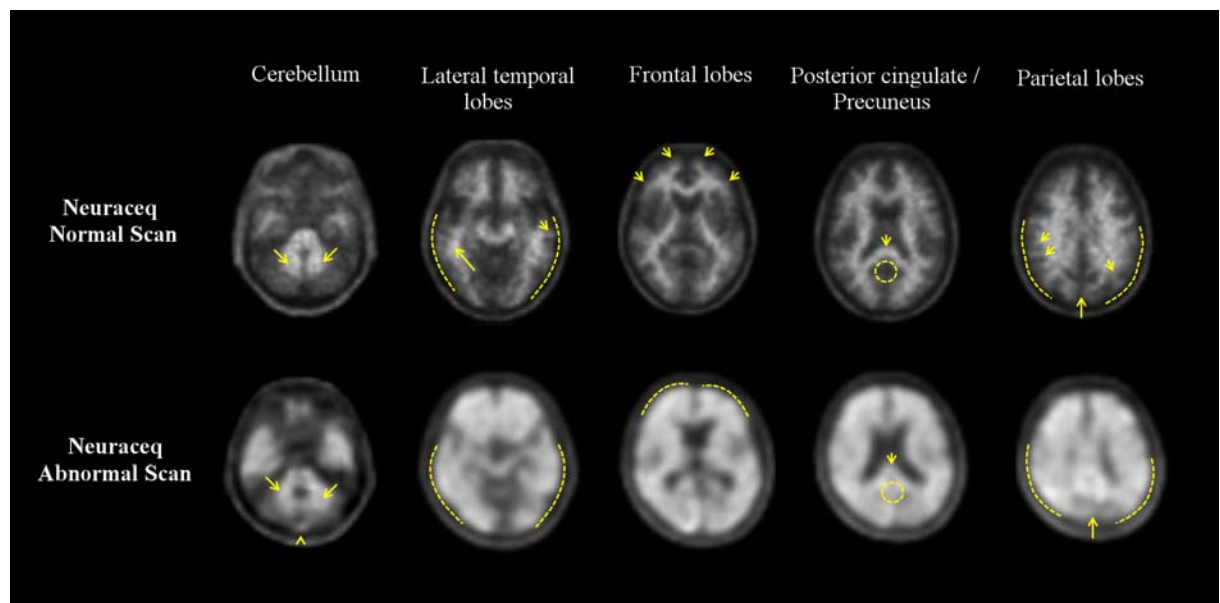 Cerebellum
Lateral temporal
lobes
Frontal lobes
Posterior cingulate /
Precuneus
Parietal lobes
Neuraceq
Normal Scan
Neuraceq
Abnormal Scan